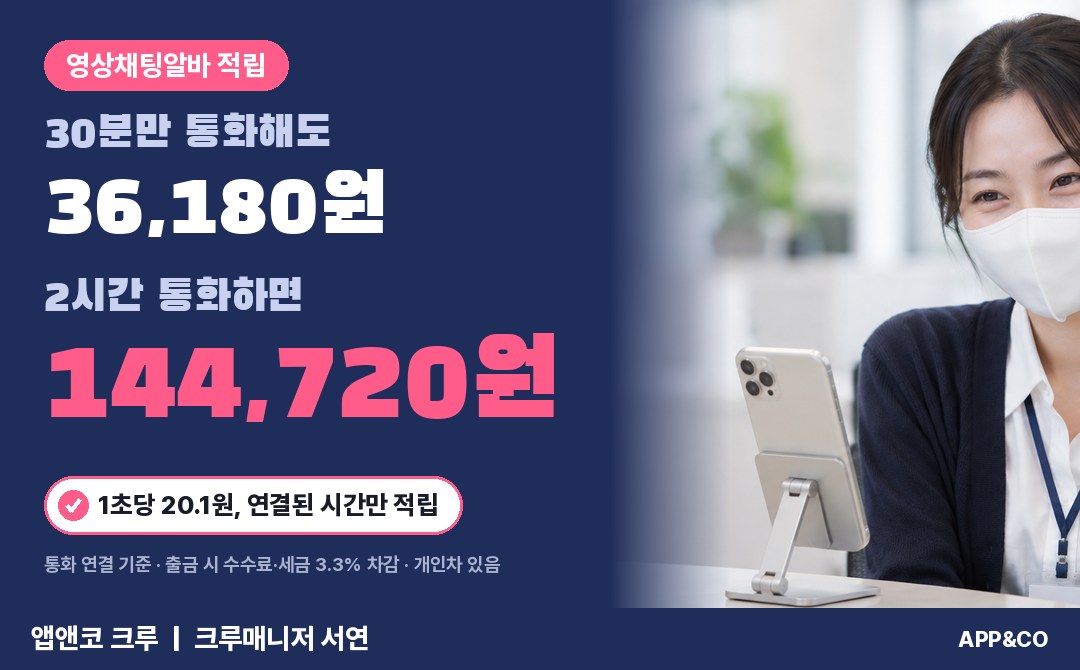 영상채팅알바 적립
30분만 통화해도
36,180원
2시간 통화하면
144,720원
1초당 20.1원, 연결된 시간만 적립
통화 연결 기준 · 출금 시 수수료·세금 3.3% 차감 · 개인차 있음
앱앤코 크루 | 크루매니저 서연
APP&CO